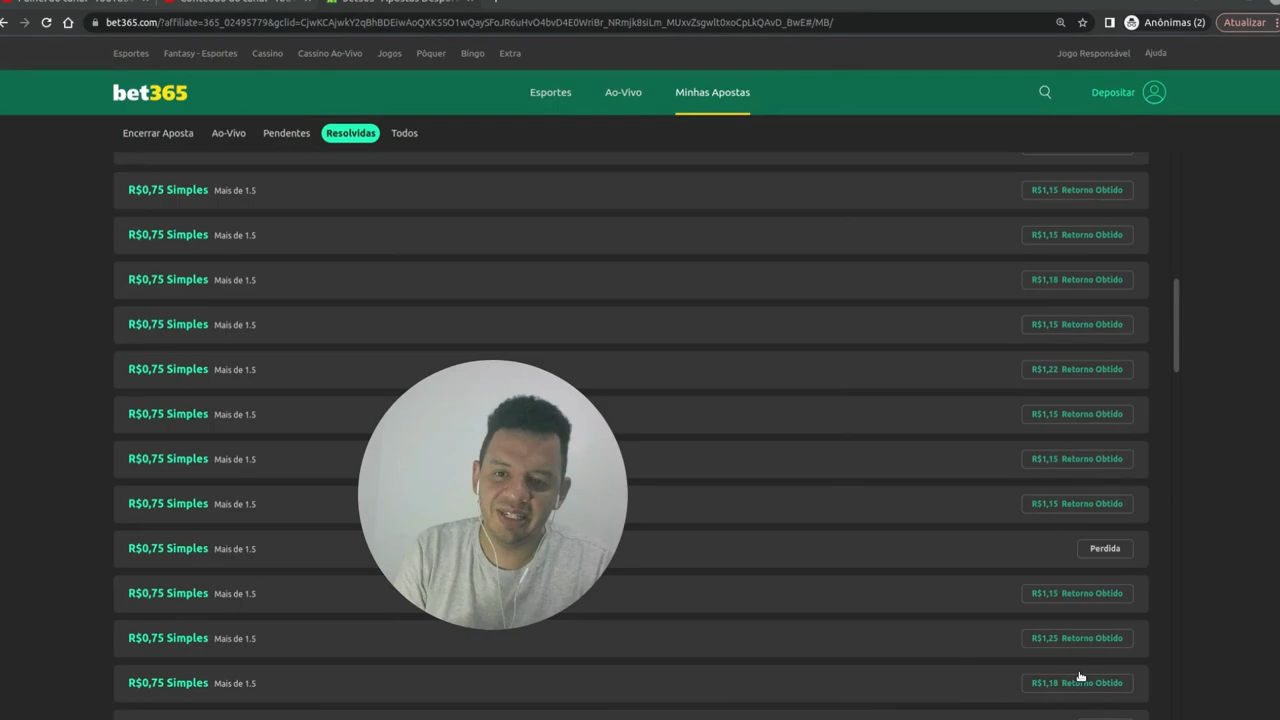 bet365.com/?affiliate=365_02495779&gclid=CjwKCAjwkY2qBhBDEiwAoQXK5SO1wQaySFoJR6uHvO4bvD4E0WriBr_NRmjk8siLm_MUxvZsgwlt0xoCpLkQAvD_BwE#/MB/
Anônimas (2)
Atualizar
Esportes Fantasy - Esportes Cassino Cassino Ao-Vivo Jogos Pôquer Bingo Extra Jogo Responsável Ajuda
bet365 Esportes Ao-Vivo Minhas Apostas Depositar
Encerrar Aposta Ao-Vivo Pendentes Resolvidas Todos
R$0,75 Simples Mais de 1.5 R$1,15 Retorno Obtido
R$0,75 Simples Mais de 1.5 R$1,15 Retorno Obtido
R$0,75 Simples Mais de 1.5 R$1,18 Retorno Obtido
R$0,75 Simples Mais de 1.5 R$1,15 Retorno Obtido
R$0,75 Simples Mais de 1.5 R$1,22 Retorno Obtido
R$0,75 Simples Mais de 1.5 R$1,15 Retorno Obtido
R$0,75 Simples Mais de 1.5 R$1,15 Retorno Obtido
R$0,75 Simples Mais de 1.5 R$1,15 Retorno Obtido
R$0,75 Simples Mais de 1.5 Perdida
R$0,75 Simples Mais de 1.5 R$1,15 Retorno Obtido
R$0,75 Simples Mais de 1.5 R$1,25 Retorno Obtido
R$0,75 Simples Mais de 1.5 R$1,18 Retorno Obtido